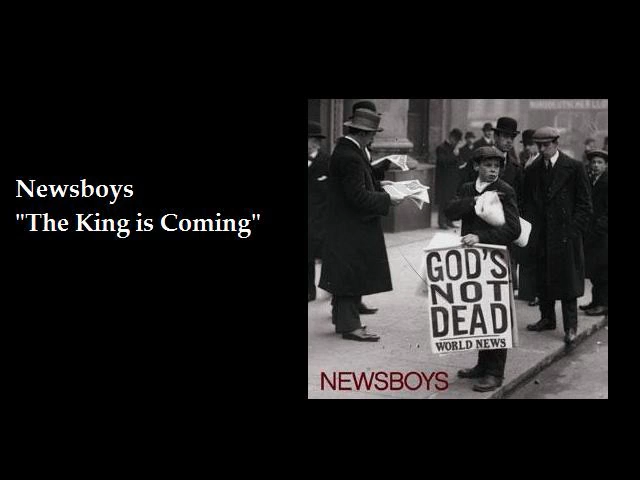 Newsboys
"The King is Coming"
GOD'S
NOT
DEAD
WORLD NEWS
NEWSBOYS